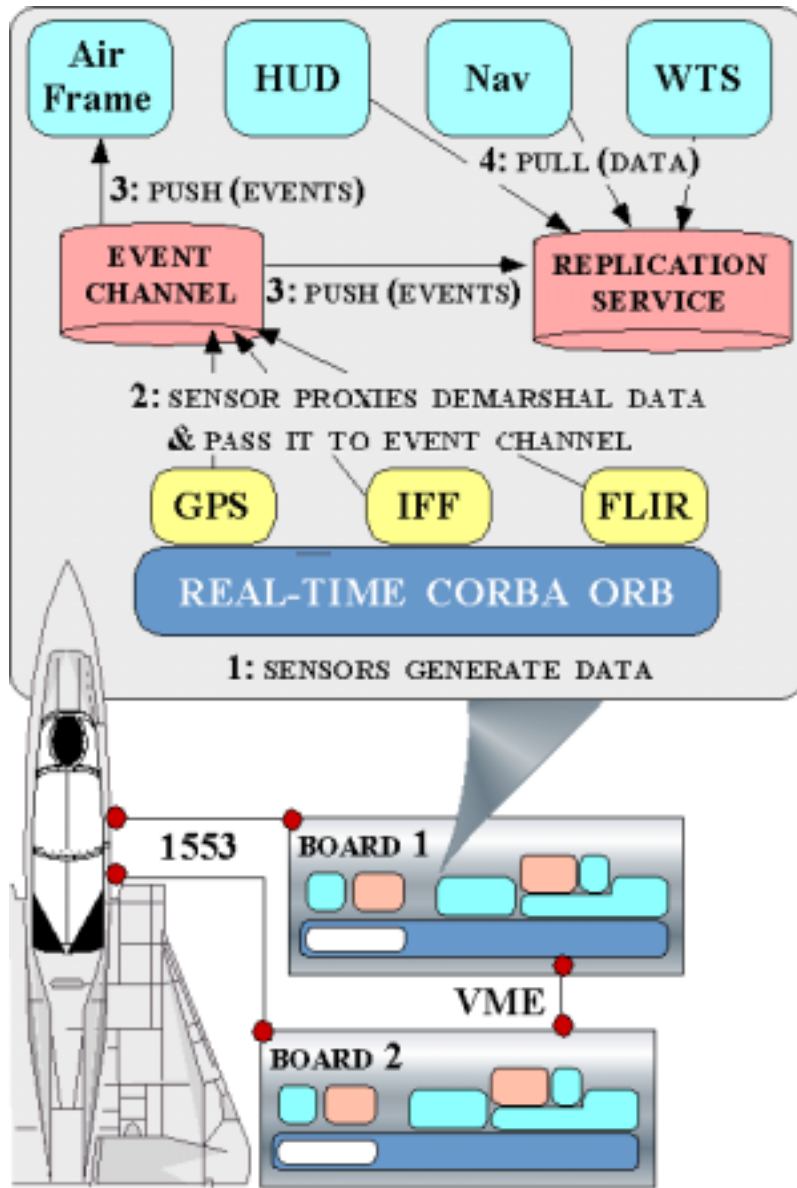 Air
Frame
HUD
Nav
WTS
4: PULL (DATA)
3: PUSH (EVENTS)
EVENT
CHANNEL
3: PUSH (EVENTS)
REPLICATION
SERVICE
2: SENSOR PROXIES DEMARSHAL DATA
& PASS IT TO EVENT CHANNEL
GPS
IFF
FLIR
REAL-TIME CORBA ORB
1: SENSORS GENERATE DATA
1553
BOARD 1
VME
BOARD 2